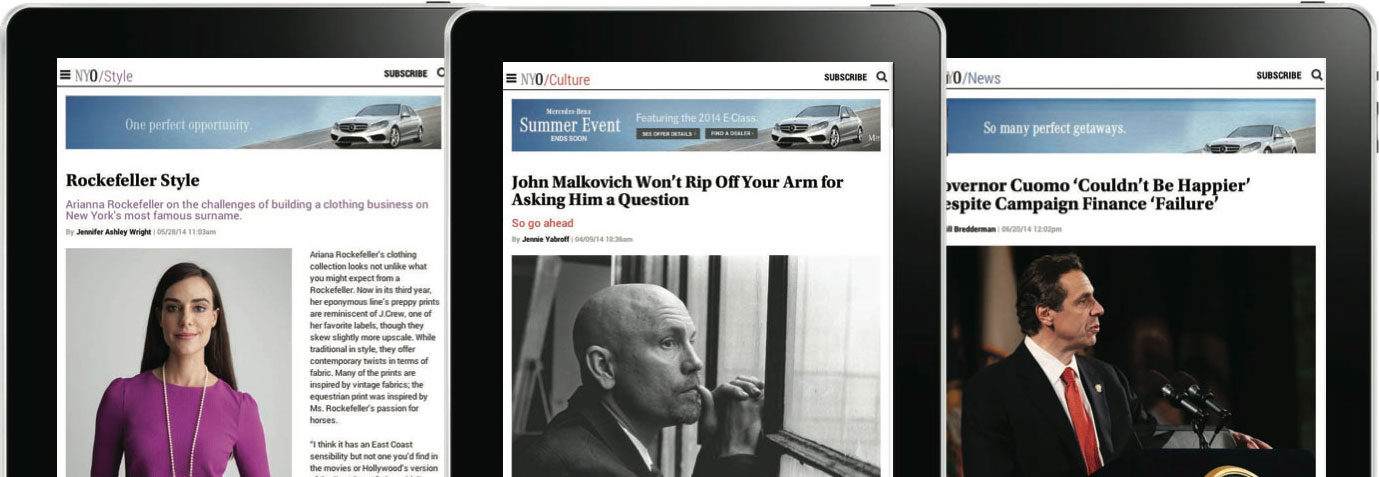 NYO/Style
SUBSCRIBE
One perfect opportunity.
Rockefeller Style
Arianna Rockefeller on the challenges of building a clothing business on
New York's most famous surname.
By Jennifer Ashley Wright | 05/28/14 11:03am
Ariana Rockefeller's clothing
collection looks not unlike what
you might expect from a
Rockefeller. Now in its third year,
her eponymous line's preppy prints
are reminiscent of J.Crew, one of
her favorite labels, though they
skew slightly more upscale. While
traditional in style, they offer
contemporary twists in terms of
fabric. Many of the prints are
inspired by vintage fabrics; the
equestrian print was inspired by
Ms. Rockefeller's passion for
horses.
"I think it has an East Coast
sensibility but not one you'd find in
the movies or Hollywood's version
NYO/Culture
SUBSCRIBE
Mercedes-Benz
Summer Event
ENDS SOON
Featuring the 2014 E-Class.
SEE OFFER DETAILS ›
FIND A DEALER ›
John Malkovich Won't Rip Off Your Arm for
Asking Him a Question
So go ahead
By Jennie Yabroff | 04/09/14 10:36am
YO/News
SUBSCRIBE
So many perfect getaways.
overnor Cuomo 'Couldn't Be Happier'
espite Campaign Finance 'Failure'
ill Bredderman | 06/20/14 12:02pm